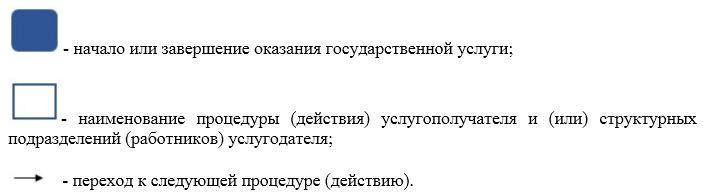 - начало или завершение оказания государственной услуги;
- наименование процедуры (действия) услугополучателя и (или) структурных
подразделений (работников) услугодателя;
- переход к следующей процедуре (действию).